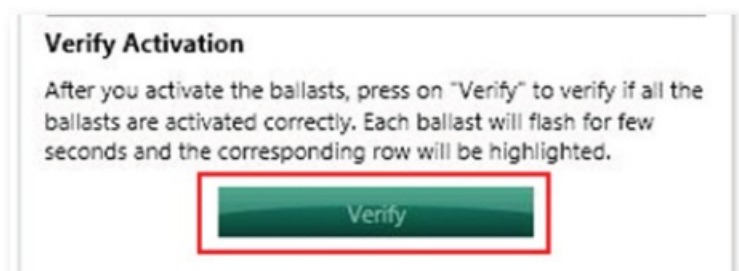 Verify Activation
After you activate the ballasts, press on "Verify" to verify if all the
ballasts are activated correctly. Each ballast will flash for few
seconds and the corresponding row will be highlighted.
Verify